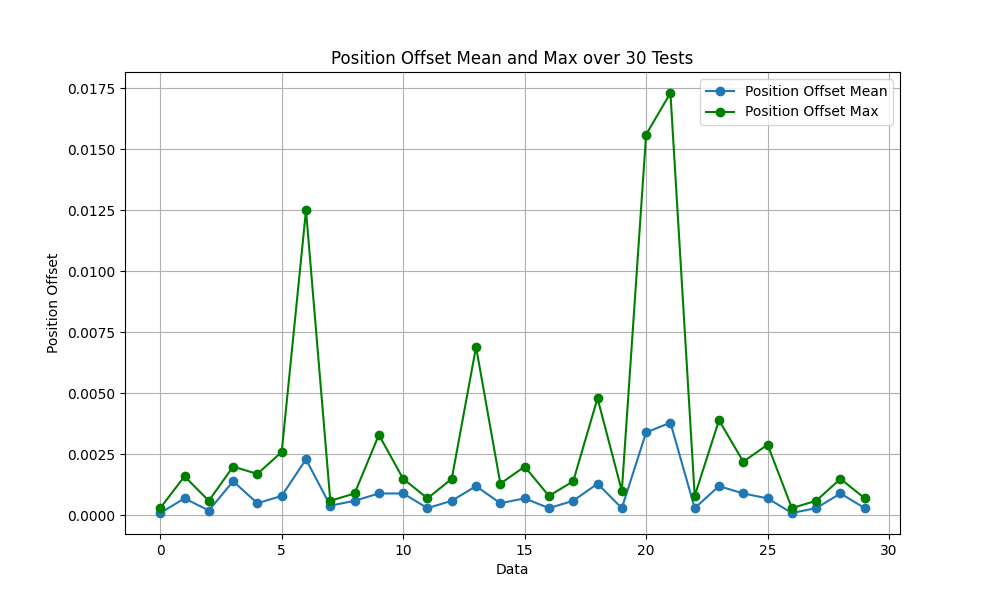 Position Offset Mean and Max over 30 Tests
Position Offset Mean
Position Offset Max
0.0175
0.0150
0.0125
0.0100
0.0075
0.0050
0.0025
0.0000
Position Offset
0 5 10 15 20 25 30
Data